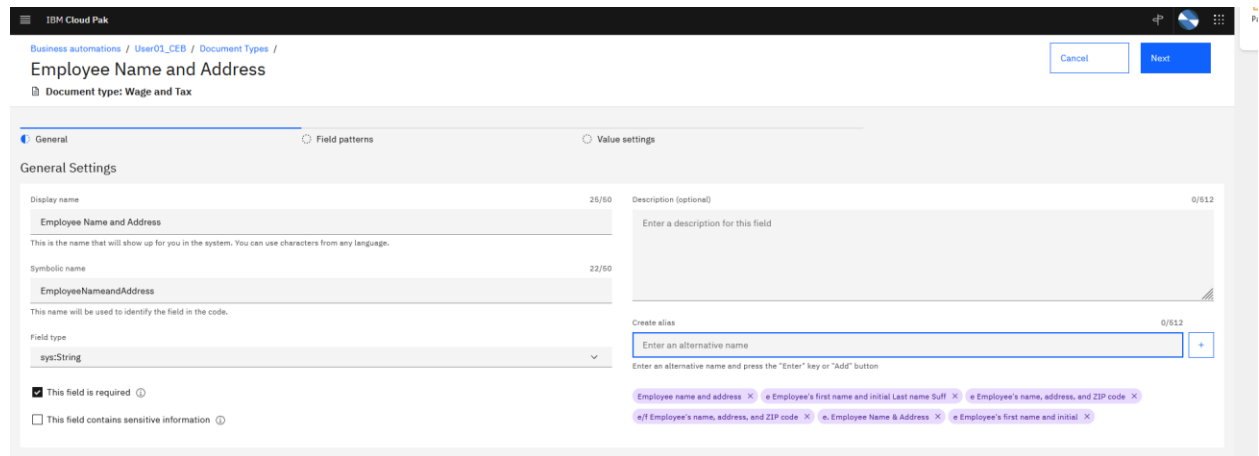 IBM Cloud Pak
Business automations / User01_CEB / Document Types /
Employee Name and Address
Document type: Wage and Tax
Cancel
Next
General
Field patterns
Value settings
General Settings
Display name
25/50
Employee Name and Address
This is the name that will show up for you in the system. You can use characters from any language.
Symbolic name
22/50
EmployeeNameandAddress
This name will be used to identify the field in the code.
Field type
sys:String
This field is required
This field contains sensitive information
Description (optional)
0/512
Enter a description for this field
Create alias
0/512
Enter an alternative name
+
Enter an alternative name and press the "Enter" key or "Add" button
Employee name and address × e Employee's first name and initial Last name Suff × e Employee's name, address, and ZIP code ×
e/f Employee's name, address, and ZIP code × e. Employee Name & Address × e Employee's first name and initial ×